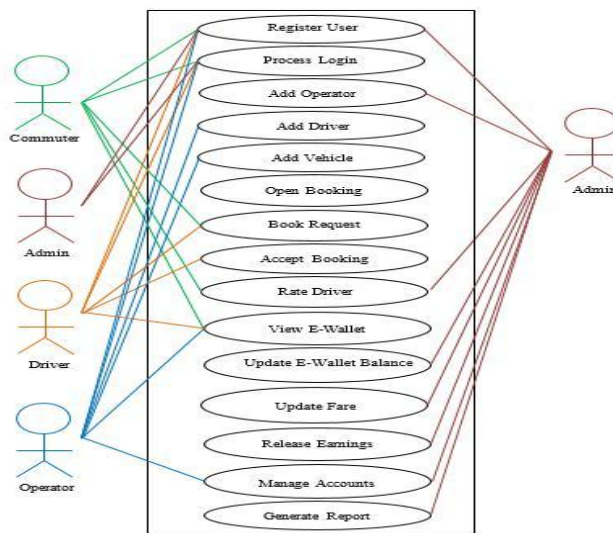 Register User
Process Login
Add Operator
Add Driver
Add Vehicle
Open Booking
Book Request
Accept Booking
Rate Driver
View E-Wallet
Update E-Wallet Balance
Update Fare
Release Earnings
Manage Accounts
Generate Report
Commuter
Admin
Driver
Operator
Admin